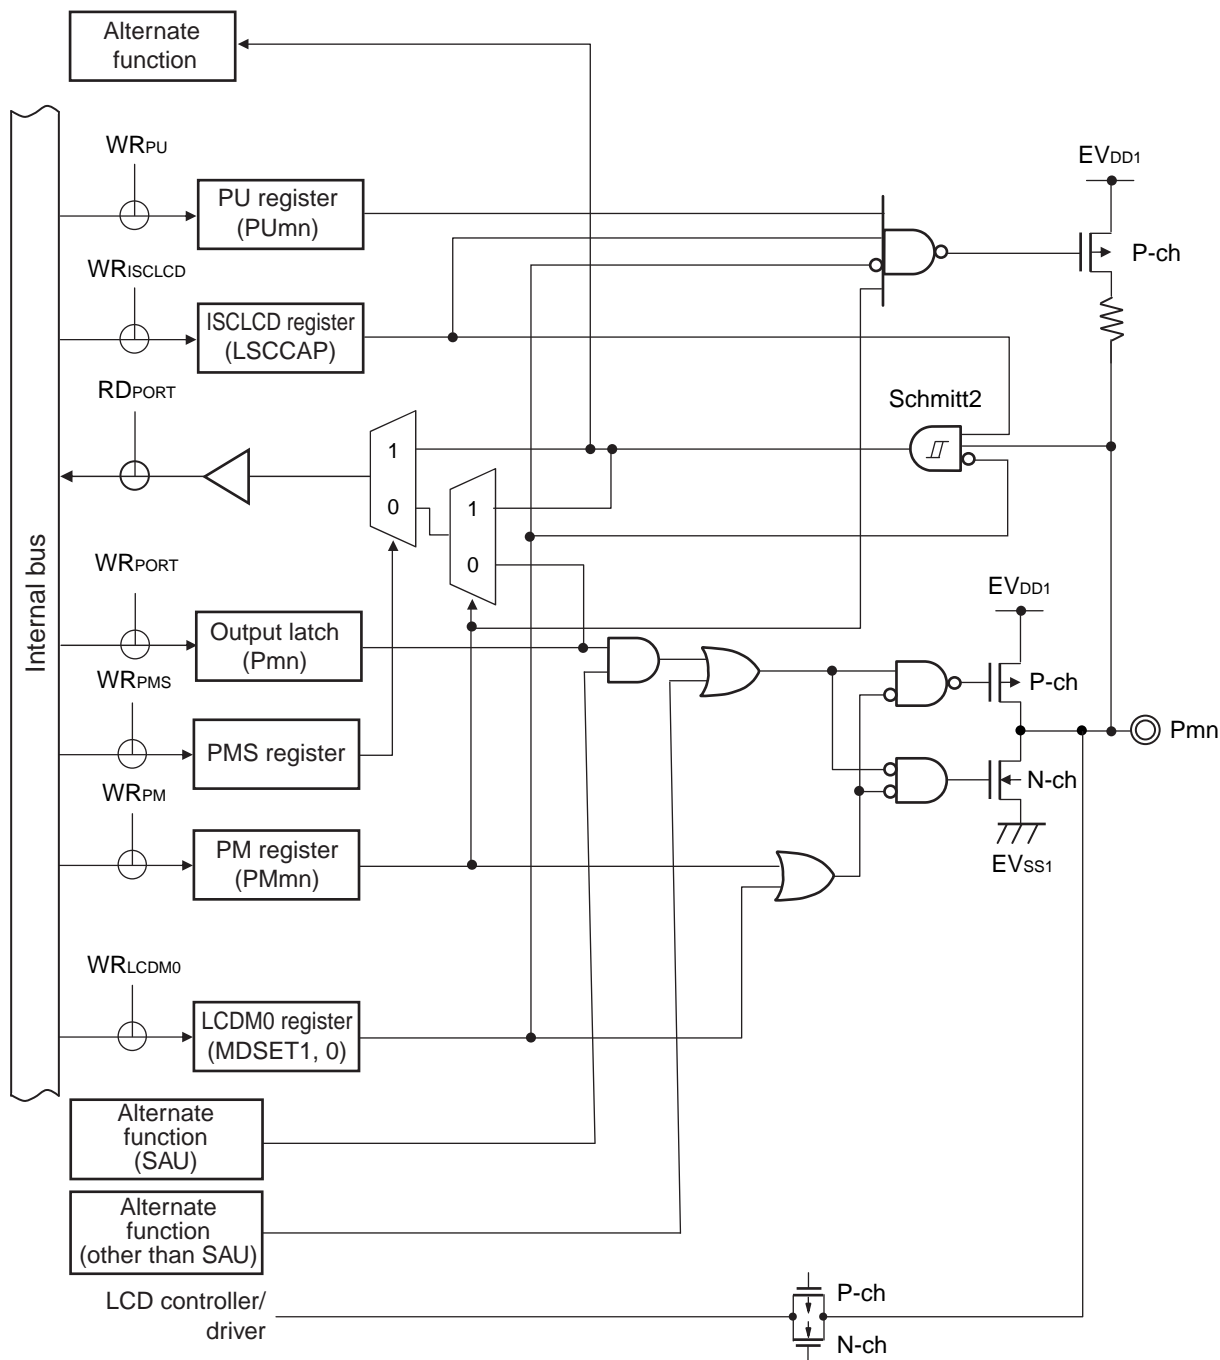 Alternate
function
WRPU
EVDD1
PU register
(PUmn)
P-ch
WRISCLCD
ISCLCD register
(LSCCAP)
RDPORT
Schmitt2
1
0
1
0
Internal bus
WRPORT
EVDD1
Output latch
(Pmn)
WRPMS
P-ch
Pmn
PMS register
N-ch
WRPM
PM register
(PMmn)
EVSS1
WRLCDM0
LCDM0 register
(MDSET1, 0)
Alternate
function
(SAU)
Alternate
function
(other than SAU)
LCD controller/
driver
P-ch
N-ch